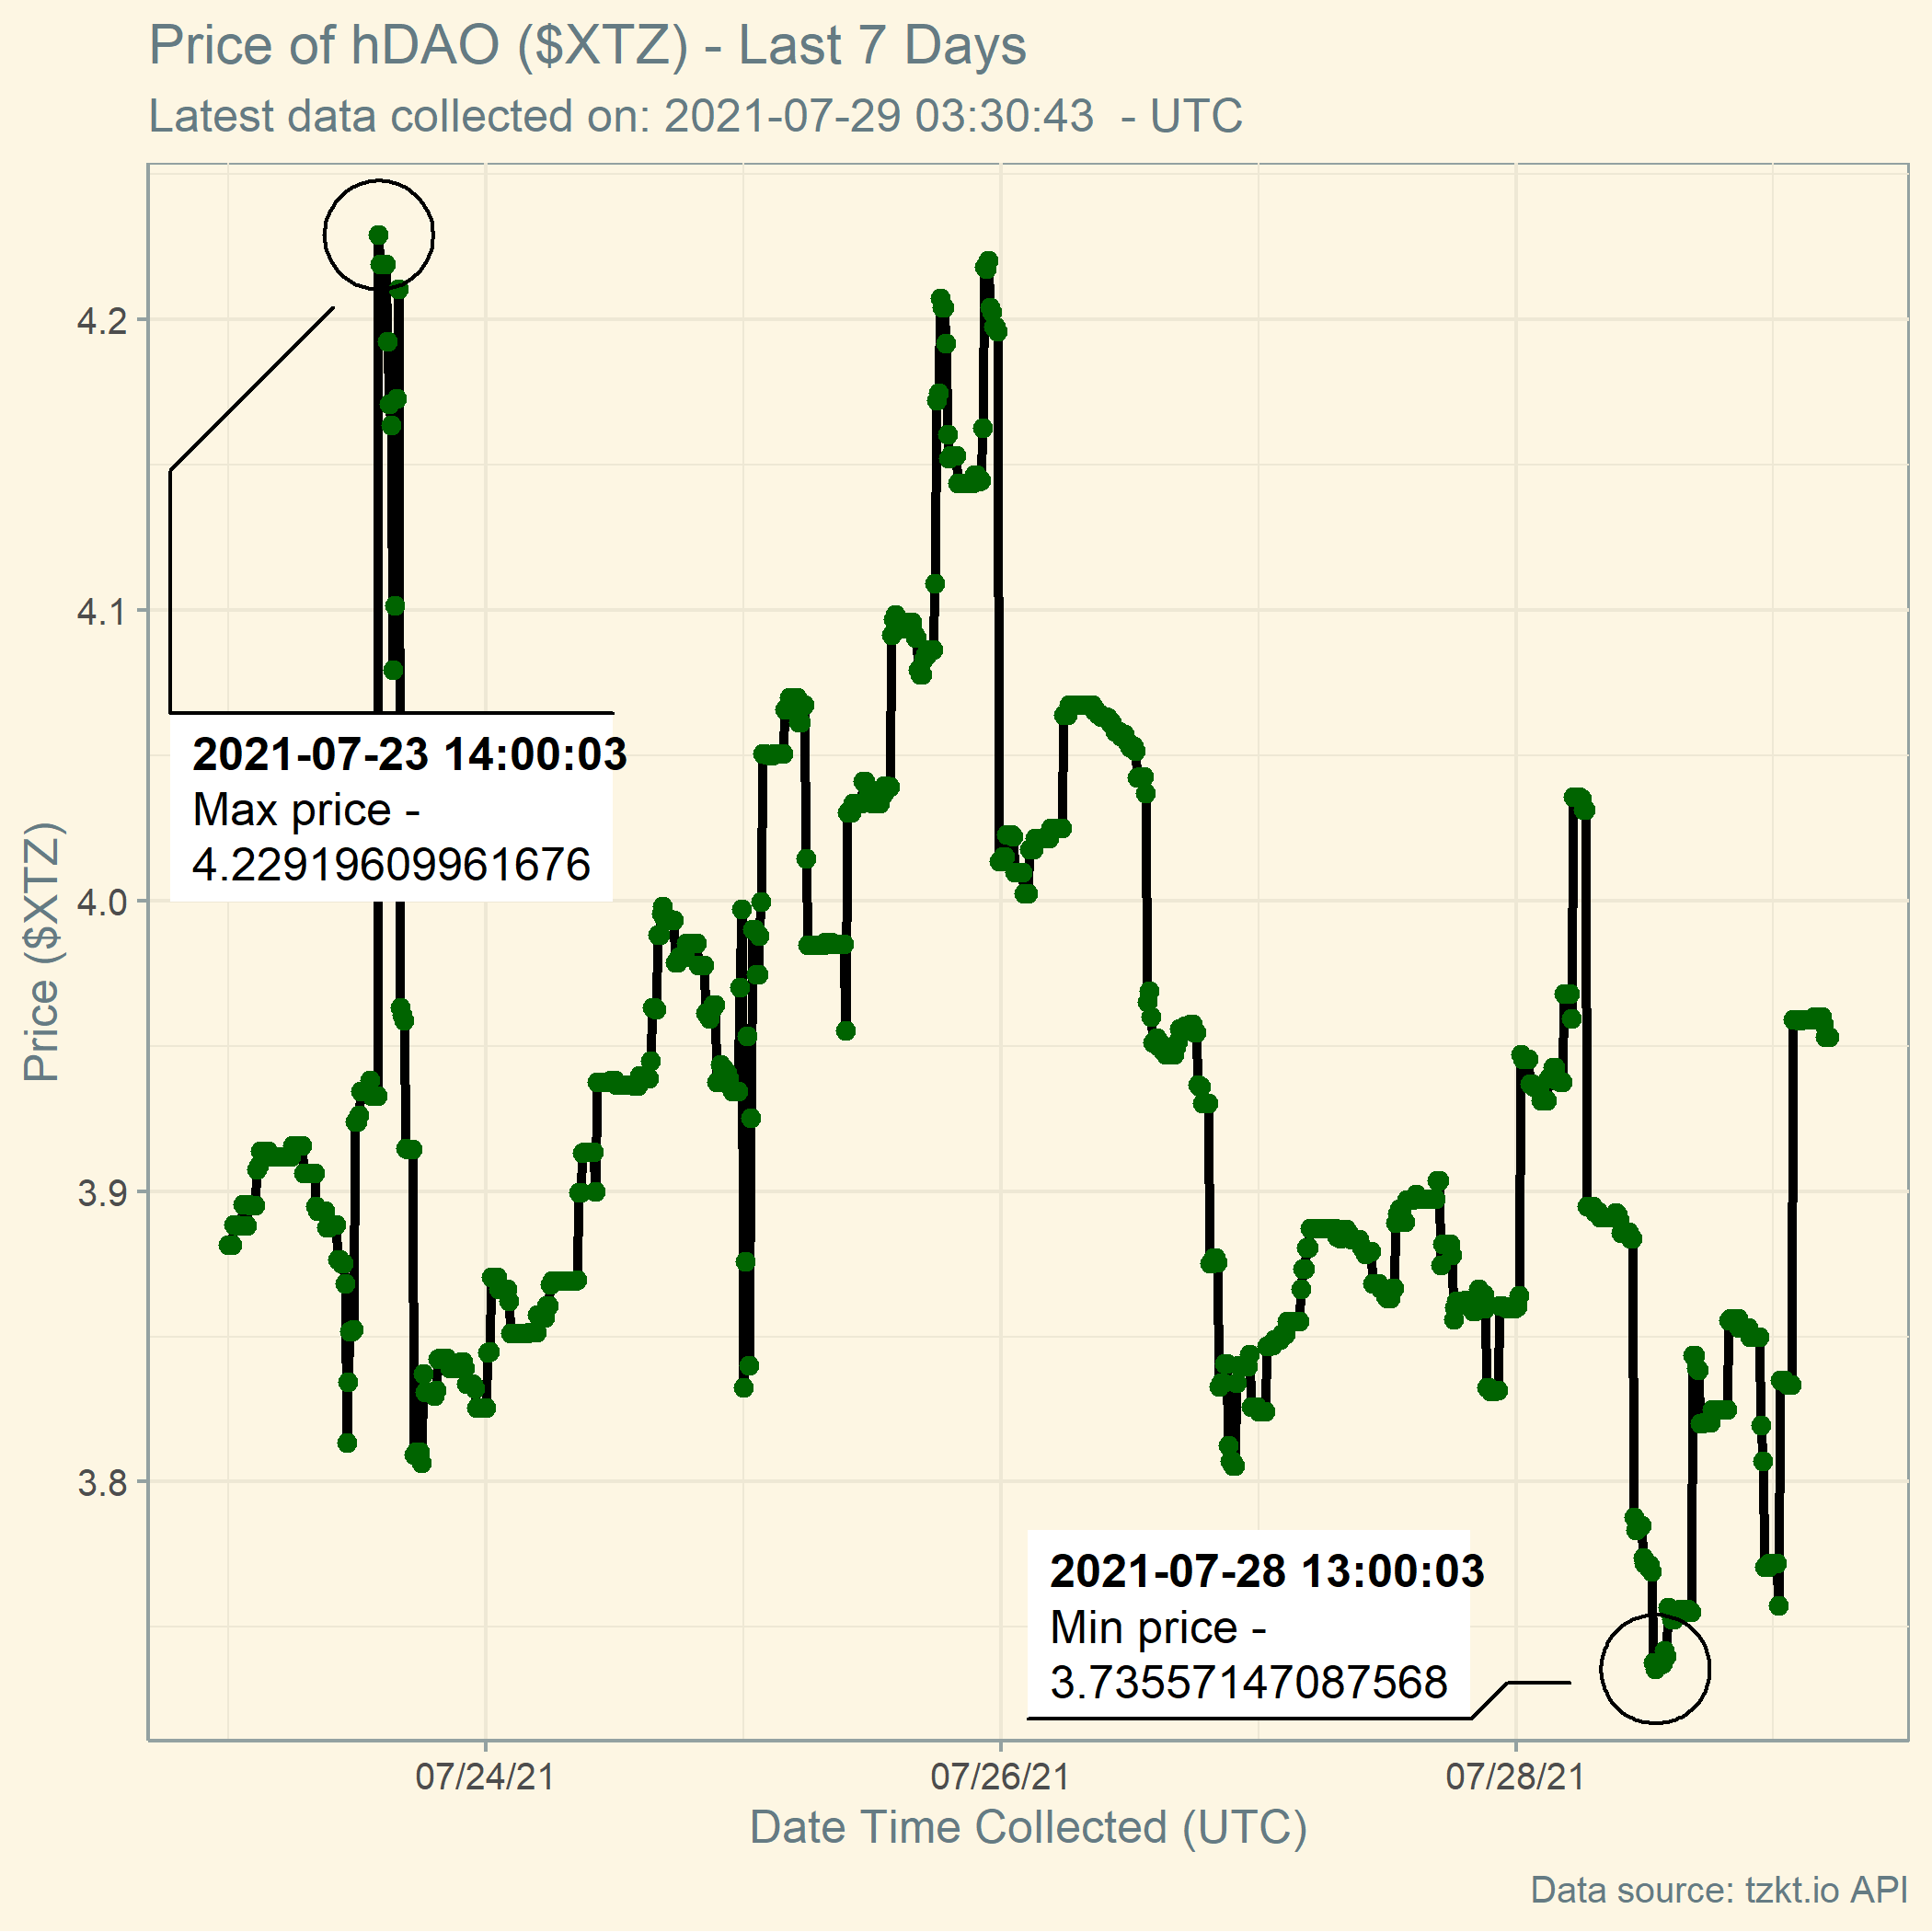 Price of hDAO ($XTZ) - Last 7 Days
Latest data collected on: 2021-07-29 03:30:43  - UTC
4.2
4.1
4.0
3.9
3.8
Price ($XTZ)
2021-07-23 14:00:03
Max price -
4.22919609961676
2021-07-28 13:00:03
Min price -
3.73557147087568
07/24/21
07/26/21
07/28/21
Date Time Collected (UTC)
Data source: tzkt.io API